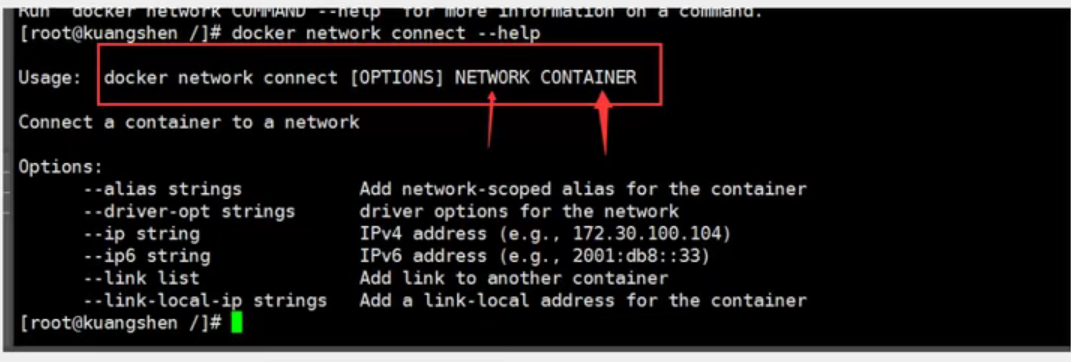 Run 'docker network COMMAND --help' for more information on a command.
[root@kuangshen /]# docker network connect --help
Usage:  docker network connect [OPTIONS] NETWORK CONTAINER
Connect a container to a network
Options:
      --alias strings           Add network-scoped alias for the container
      --driver-opt strings      driver options for the network
      --ip string               IPv4 address (e.g., 172.30.100.104)
      --ip6 string              IPv6 address (e.g., 2001:db8::33)
      --link list               Add link to another container
      --link-local-ip strings   Add a link-local address for the container
[root@kuangshen /]#